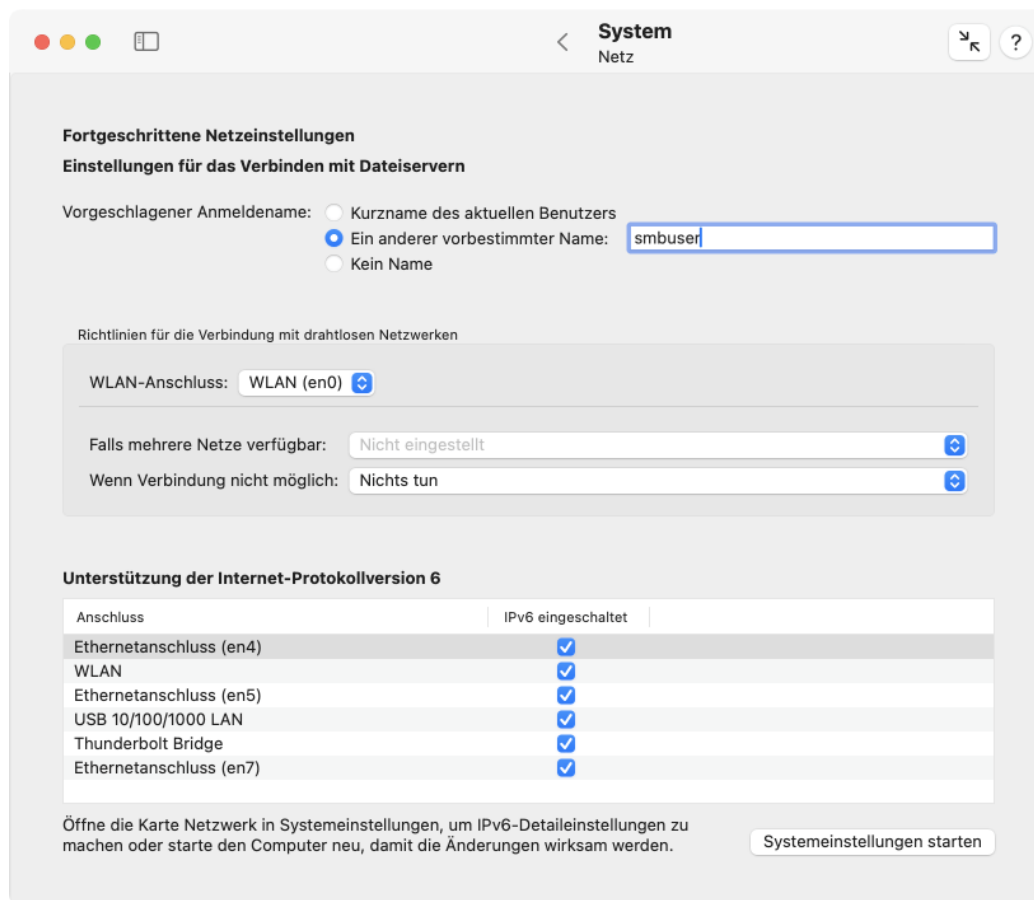 System
Netz
?
Fortgeschrittene Netzeinstellungen
Einstellungen für das Verbinden mit Dateiservern
Vorgeschlagener Anmeldename: Kurzname des aktuellen Benutzers
Ein anderer vorbestimmter Name: smbuser
Kein Name
Richtlinien für die Verbindung mit drahtlosen Netzwerken
WLAN-Anschluss: WLAN (en0)
Falls mehrere Netze verfügbar: Nicht eingestellt
Wenn Verbindung nicht möglich: Nichts tun
Unterstützung der Internet-Protokollversion 6
Anschluss IPv6 eingeschaltet
Ethernetanschluss (en4)
WLAN
Ethernetanschluss (en5)
USB 10/100/1000 LAN
Thunderbolt Bridge
Ethernetanschluss (en7)
Öffne die Karte Netzwerk in Systemeinstellungen, um IPv6-Detaileinstellungen zu
machen oder starte den Computer neu, damit die Änderungen wirksam werden.
Systemeinstellungen starten